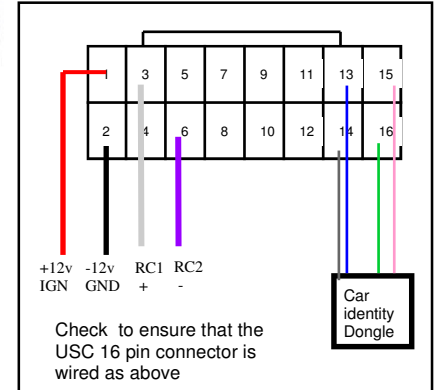 1 3 5 7 9 11 13 15
2 4 6 8 10 12 14 16
+12v -12v RC1 RC2
IGN GND + -
Car
identity
Dongle
Check to ensure that the
USC 16 pin connector is
wired as above